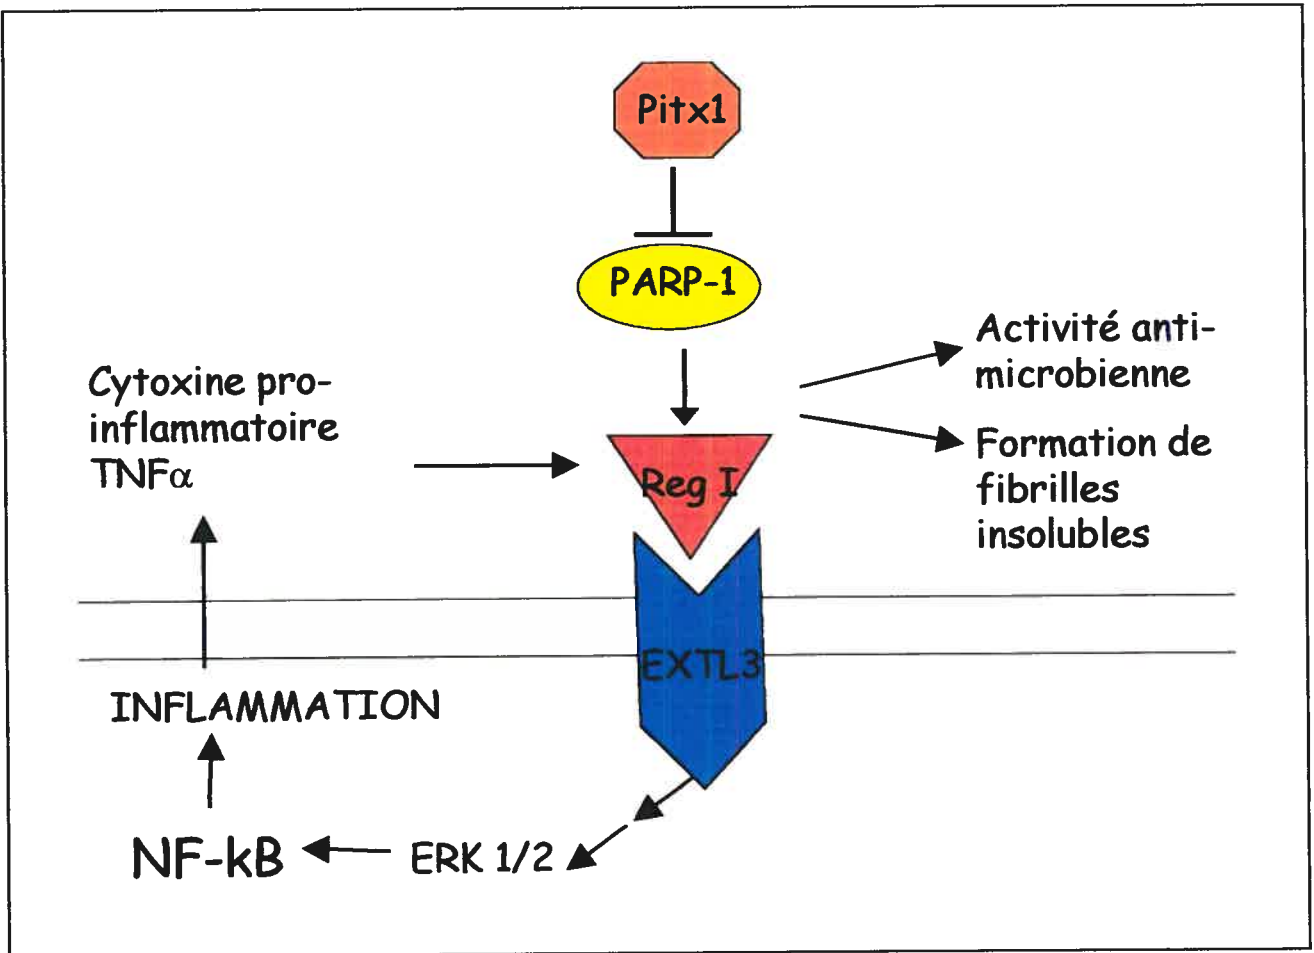 Pitx1
PARP-1
Activité anti-
microbienne
Cytoxine pro-
inflammatoire
TNFα
Formation de
fibrilles
insolubles
Reg I
EXTL3
INFLAMMATION
NF-kB
ERK 1/2